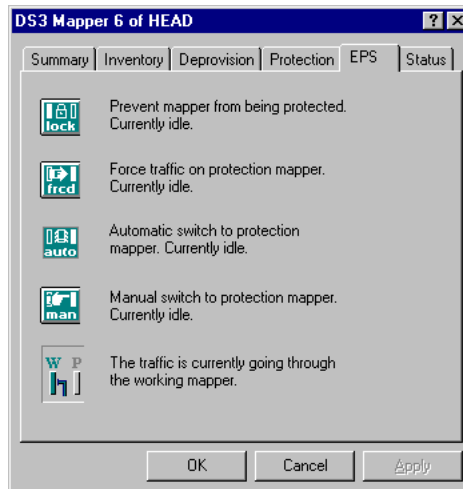 DS3 Mapper 6 of HEAD
Summary Inventory Deprovision Protection EPS Status
lock
Prevent mapper from being protected.
Currently idle.
frcd
Force traffic on protection mapper.
Currently idle.
auto
Automatic switch to protection
mapper. Currently idle.
man
Manual switch to protection mapper.
Currently idle.
W P
The traffic is currently going through
the working mapper.
OK Cancel Apply